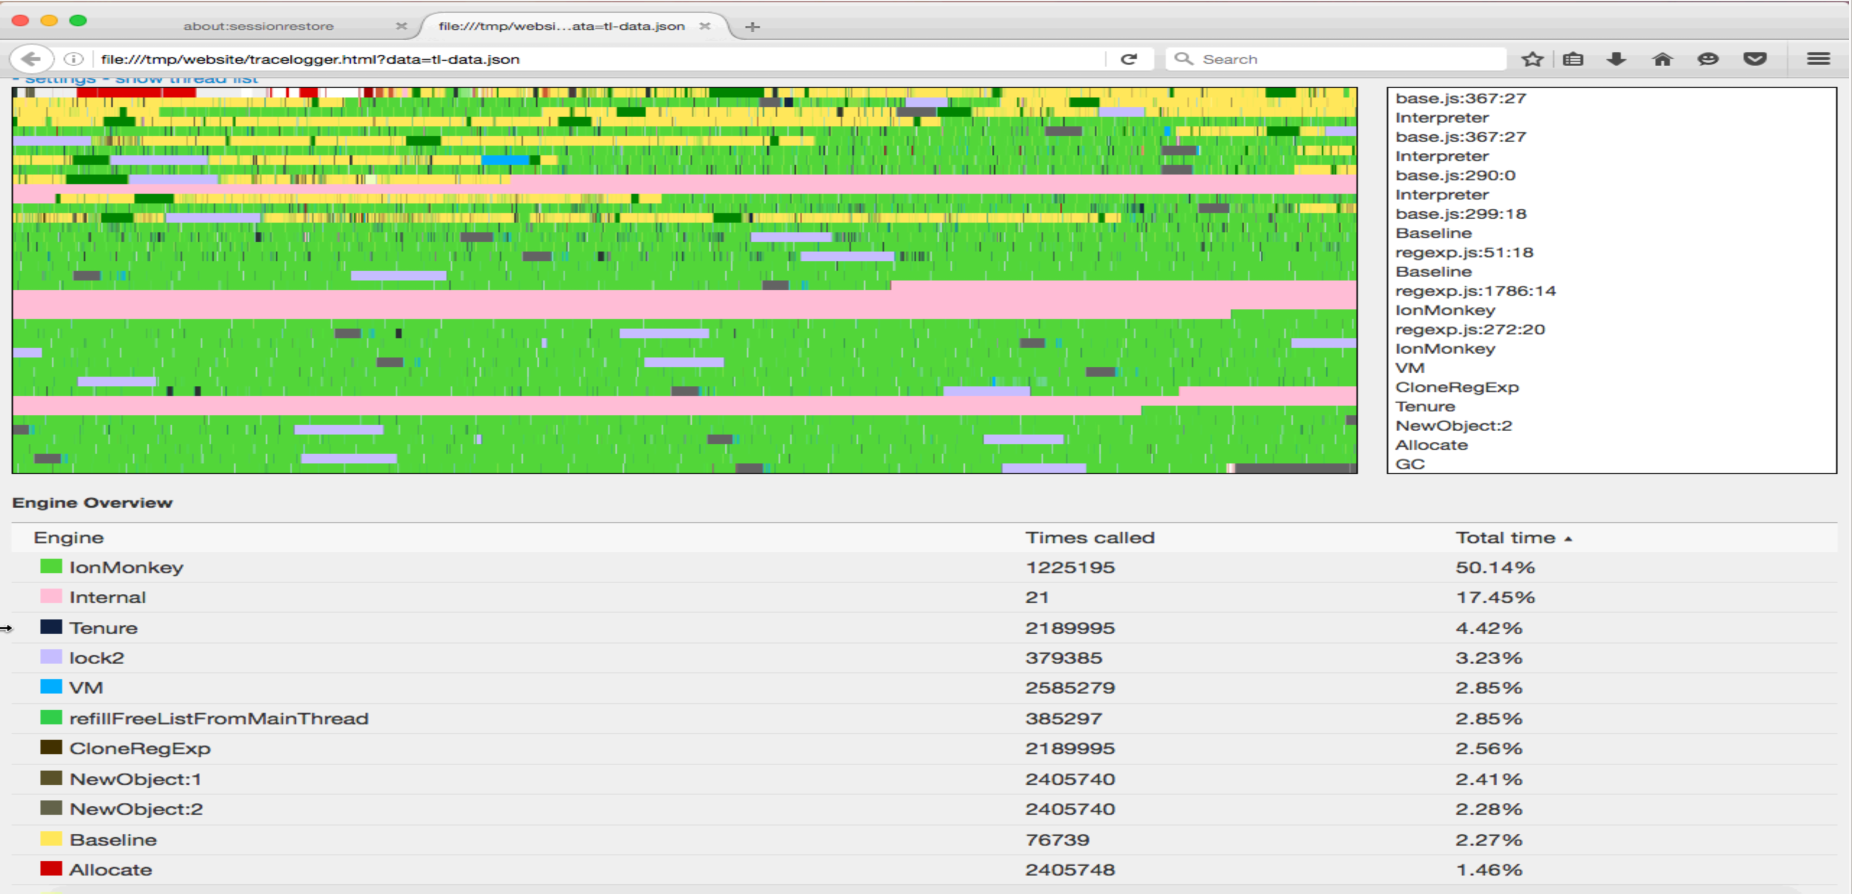 about:sessionrestore
file:///tmp/websi...ata=tl-data.json
file:///tmp/website/tracelogger.html?data=tl-data.json
Search
- settings - show thread list
base.js:367:27
Interpreter
base.js:367:27
Interpreter
base.js:290:0
Interpreter
base.js:299:18
Baseline
regexp.js:51:18
Baseline
regexp.js:1786:14
IonMonkey
regexp.js:272:20
IonMonkey
VM
CloneRegExp
Tenure
NewObject:2
Allocate
GC
Engine Overview
Engine Times called Total time
IonMonkey 1225195 50.14%
Internal 21 17.45%
Tenure 2189995 4.42%
lock2 379385 3.23%
VM 2585279 2.85%
refillFreeListFromMainThread 385297 2.85%
CloneRegExp 2189995 2.56%
NewObject:1 2405740 2.41%
NewObject:2 2405740 2.28%
Baseline 76739 2.27%
Allocate 2405748 1.46%